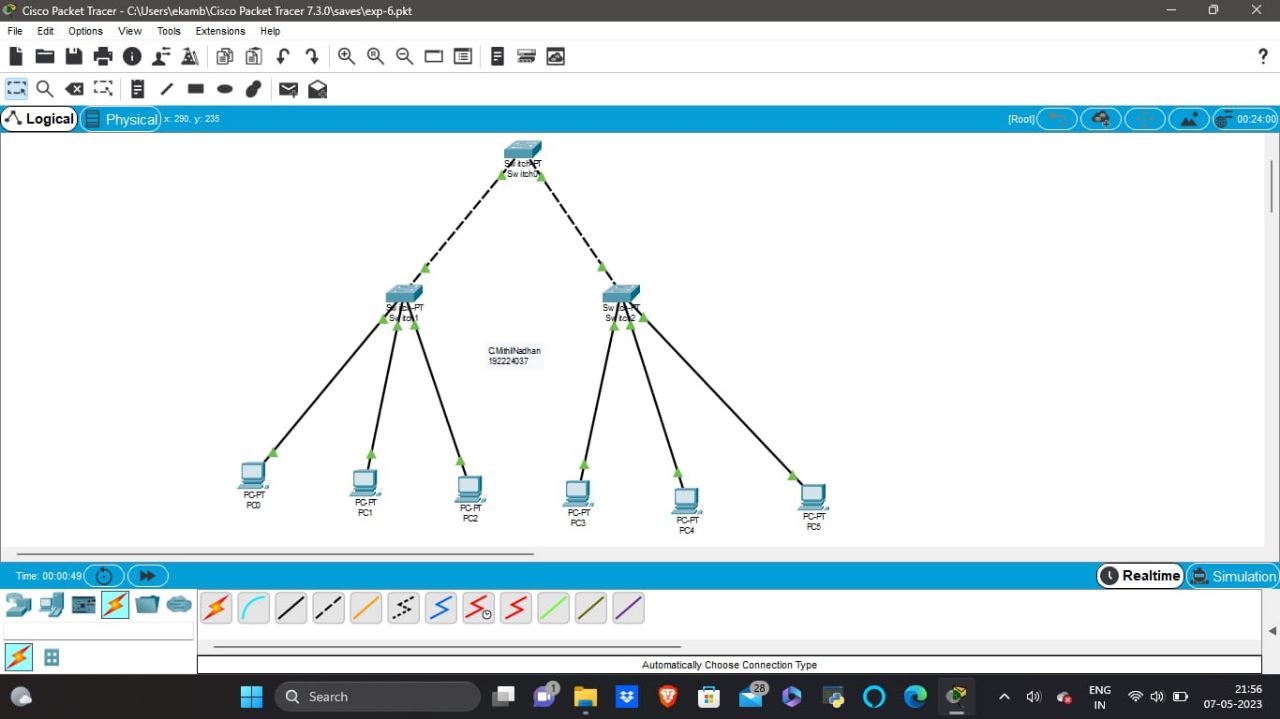 Cisco Packet Tracer - C:\Users\ekamb\Cisco Packet Tracer 7.3.0\saves\exp-6.pkt
File Edit Options View Tools Extensions Help
?
Logical Physical x: 290, y: 235 [Root] 00:24:00
Switch-PT
Switch0
Switch-PT
Switch1
Switch-PT
Switch2
C.MithilNadhan
192224037
PC-PT
PC0
PC-PT
PC1
PC-PT
PC2
PC-PT
PC3
PC-PT
PC4
PC-PT
PC5
Time: 00:00:49 Realtime Simulation
Automatically Choose Connection Type
Search 1 28 ENG 21:56
IN 07-05-2023